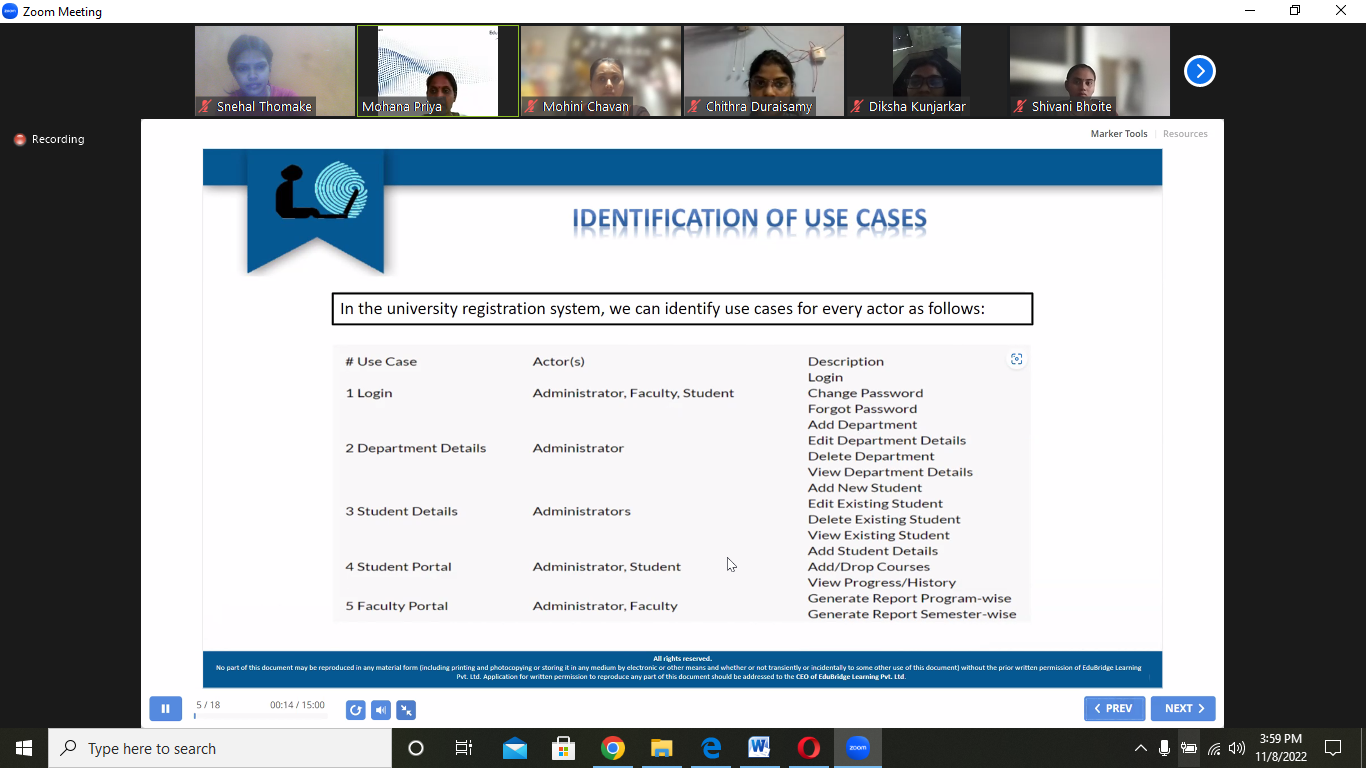 Zoom Meeting
Snehal Thomake
Mohana Priya
Mohini Chavan
Chithra Duraisamy
Diksha Kunjarkar
Shivani Bhoite
Recording
Marker Tools | Resources
IDENTIFICATION OF USE CASES
In the university registration system, we can identify use cases for every actor as follows:
# Use Case Actor(s) Description
Login
1 Login Administrator, Faculty, Student Change Password
Forgot Password
Add Department
Edit Department Details
2 Department Details Administrator
Delete Department
View Department Details
Add New Student
Edit Existing Student
3 Student Details Administrators
Delete Existing Student
View Existing Student
Add Student Details
4 Student Portal Administrator, Student Add/Drop Courses
View Progress/History
Generate Report Program-wise
5 Faculty Portal Administrator, Faculty
Generate Report Semester-wise
All rights reserved.
No part of this document may be reproduced in any material form (including printing and photocopying or storing it in any medium by electronic or other means and whether or not transiently or incidentally to some other use of this document) without the prior written permission of EduBridge Learning
Pvt. Ltd. Application for written permission to reproduce any part of this document should be addressed to the CEO of EduBridge Learning Pvt. Ltd.
5 / 18 00:14 / 15:00 PREV NEXT
Type here to search
zoom
3:59 PM
11/8/2022